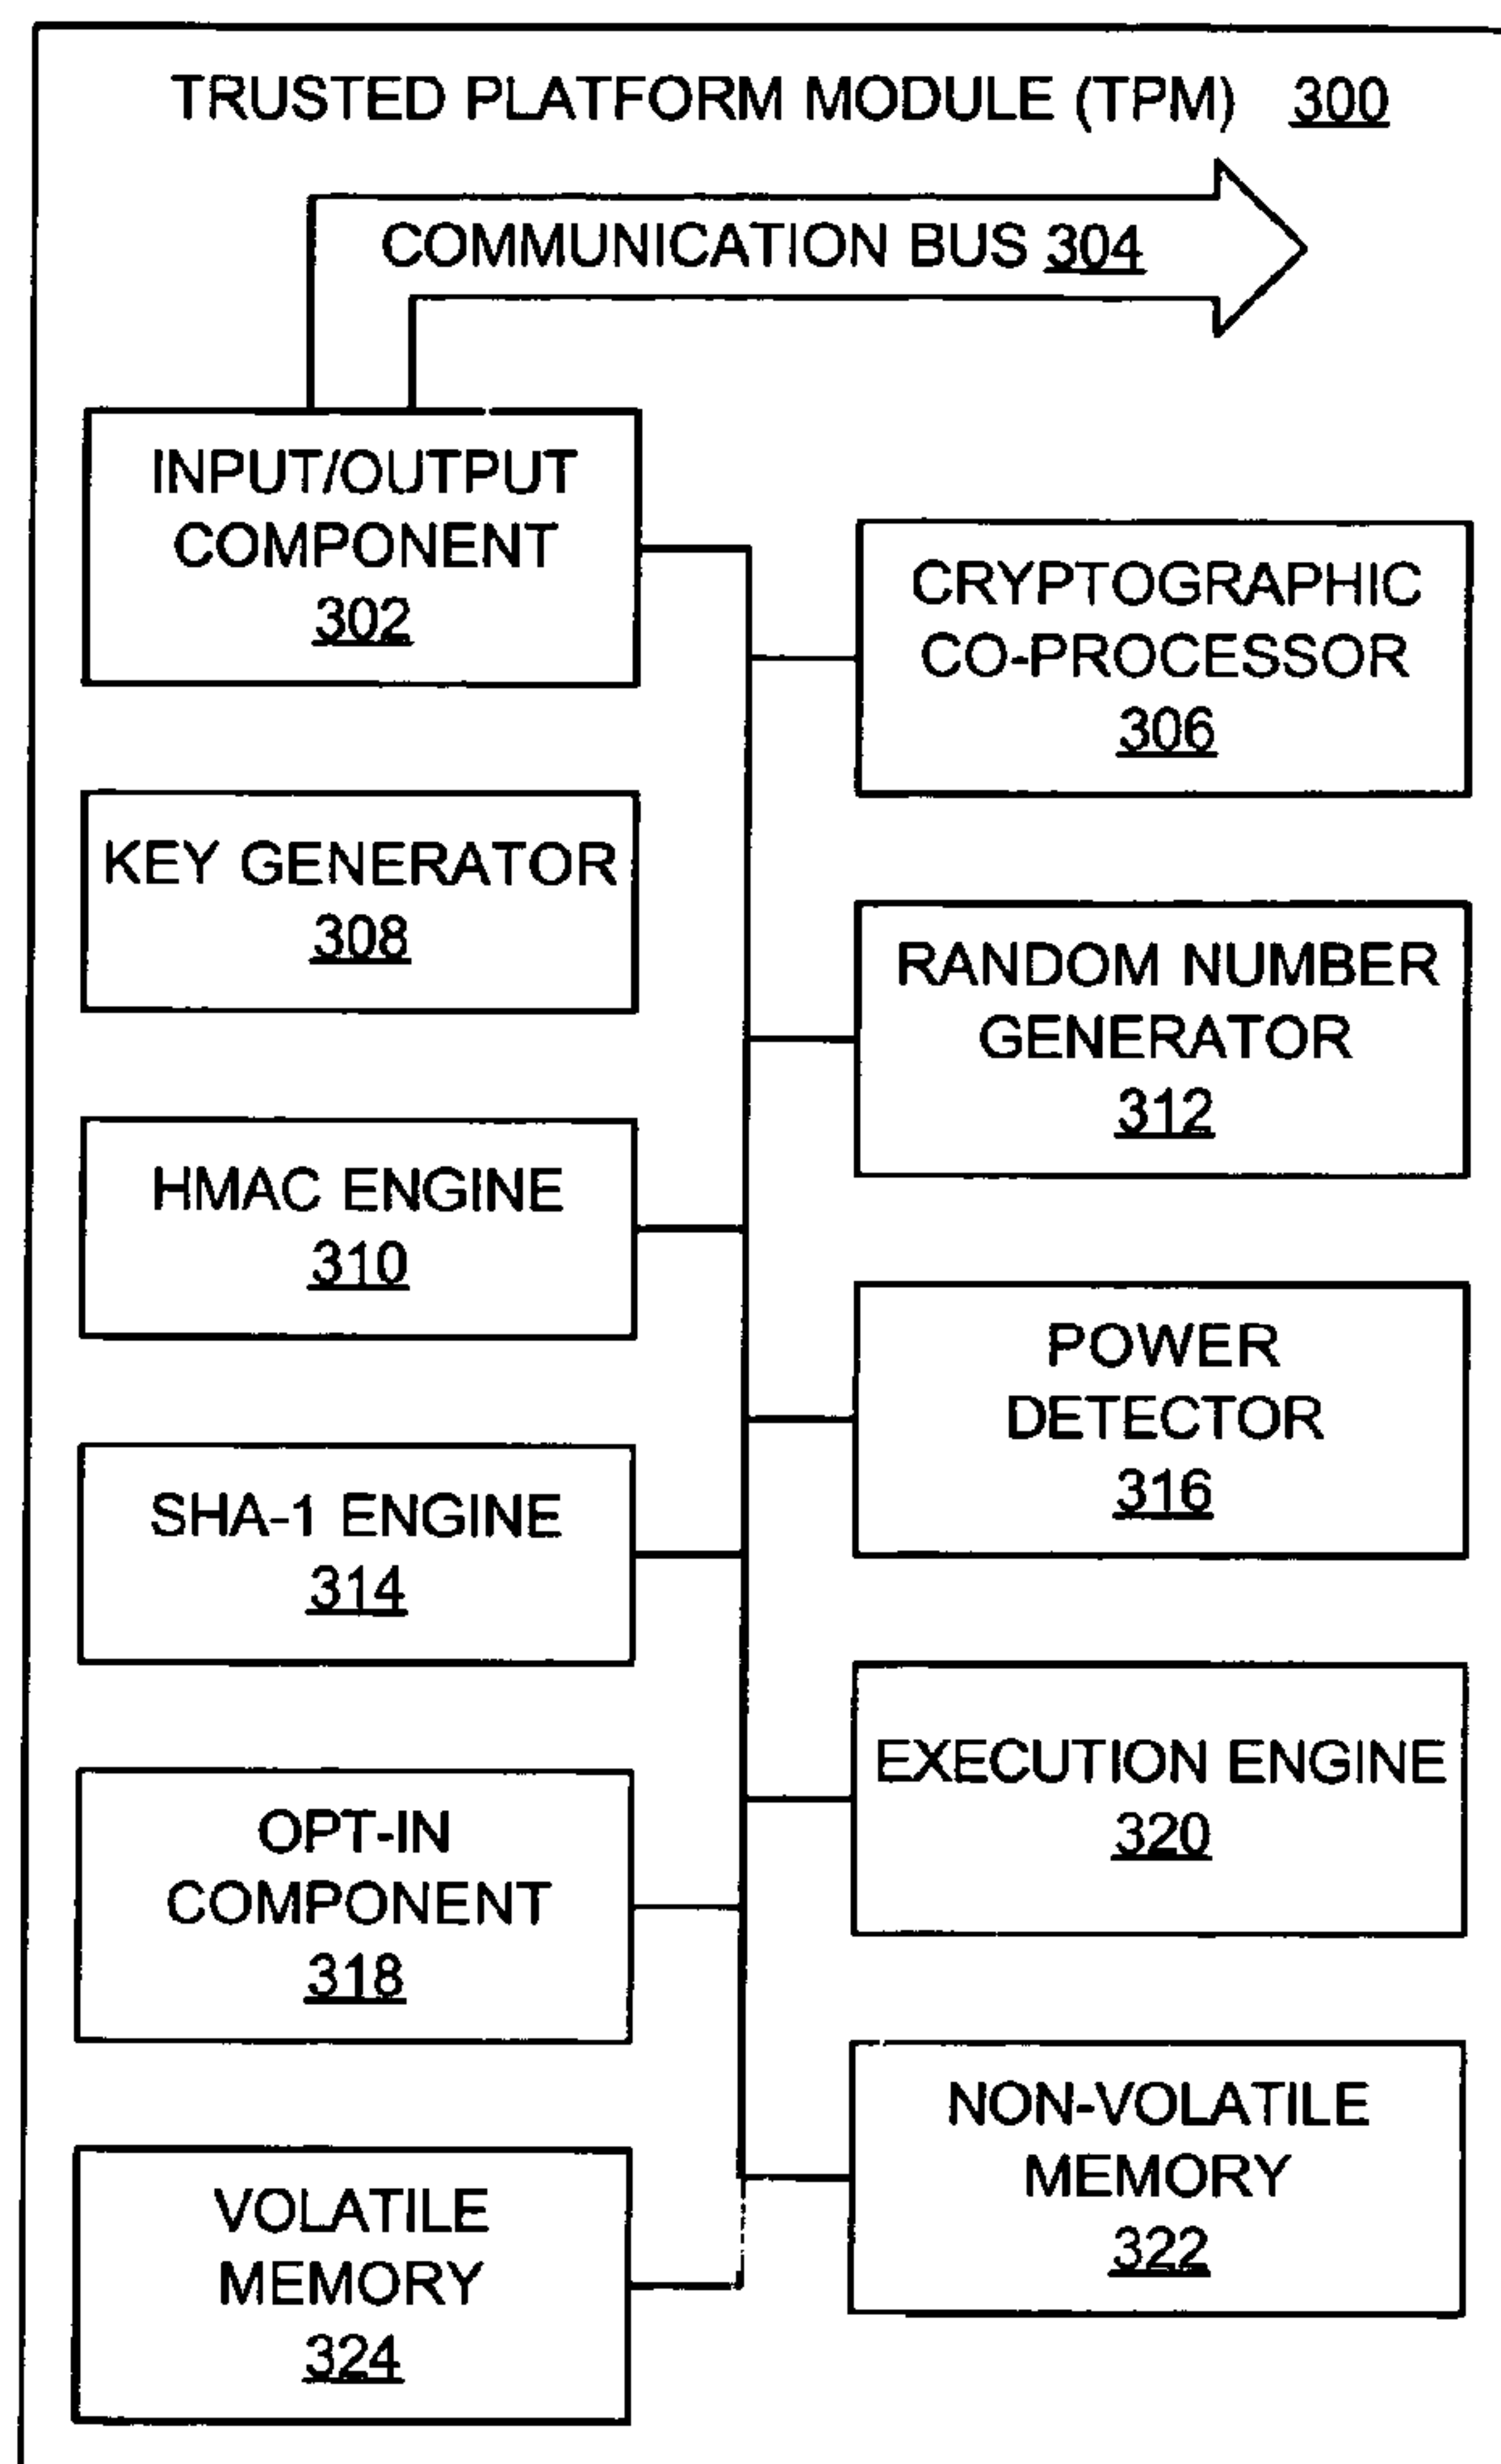 TRUSTED PLATFORM MODULE (TPM) 300
COMMUNICATION BUS 304
INPUT/OUTPUT
COMPONENT
302
CRYPTOGRAPHIC
CO-PROCESSOR
306
KEY GENERATOR
308
RANDOM NUMBER
GENERATOR
312
HMAC ENGINE
310
POWER
DETECTOR
316
SHA-1 ENGINE
314
EXECUTION ENGINE
320
OPT-IN
COMPONENT
318
NON-VOLATILE
MEMORY
322
VOLATILE
MEMORY
324